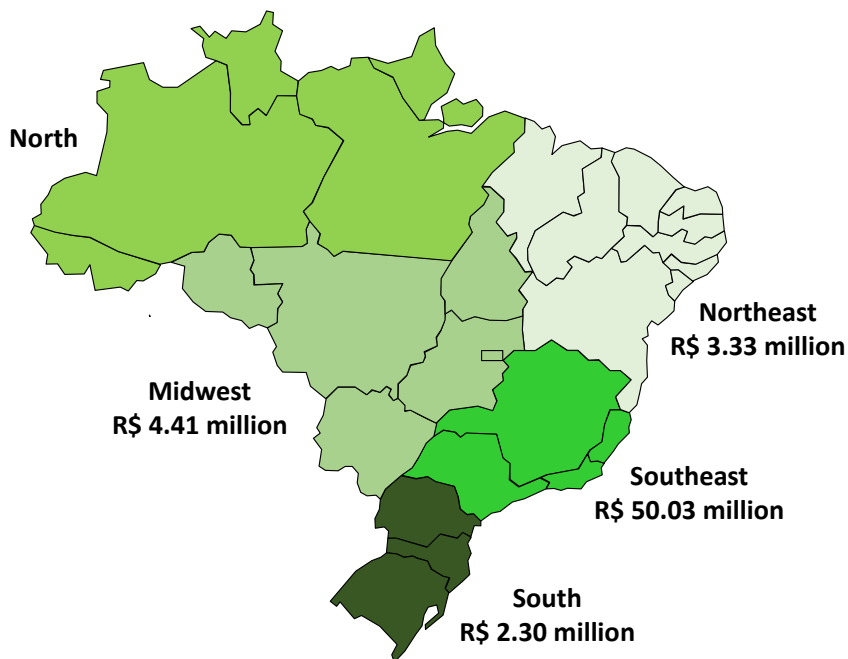 North
Northeast
R$ 3.33 million
Midwest
R$ 4.41 million
Southeast
R$ 50.03 million
South
R$ 2.30 million